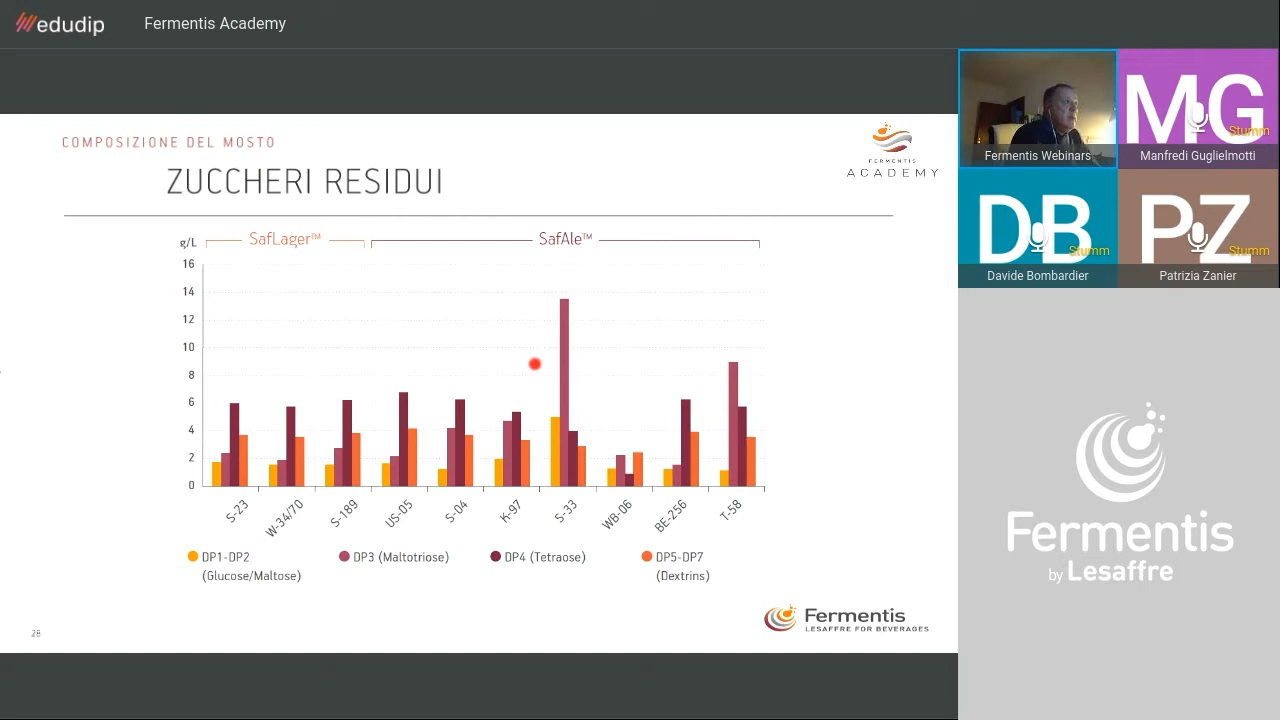 edudip
Fermentis Academy
COMPOSIZIONE DEL MOSTO
ZUCCHERI RESIDUI
FERMENTIS
ACADEMY
g/L
SafLager™
SafAle™
16
14
12
10
8
6
4
2
0
S-23
W-34/70
S-189
US-05
S-04
K-97
S-33
WB-06
BE-256
T-58
DP1-DP2
(Glucose/Maltose)
DP3 (Maltotriose)
DP4 (Tetraose)
DP5-DP7
(Dextrins)
28
Fermentis
LESAFFRE FOR BEVERAGES
Fermentis Webinars
MG
Stumm
Manfredi Guglielmotti
DB
Stumm
Davide Bombardier
PZ
Stumm
Patrizia Zanier
Fermentis
by Lesaffre